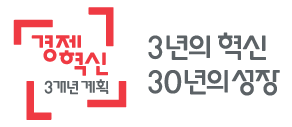 경제
혁신
3개년 계획
3년의 혁신
30년의 성장